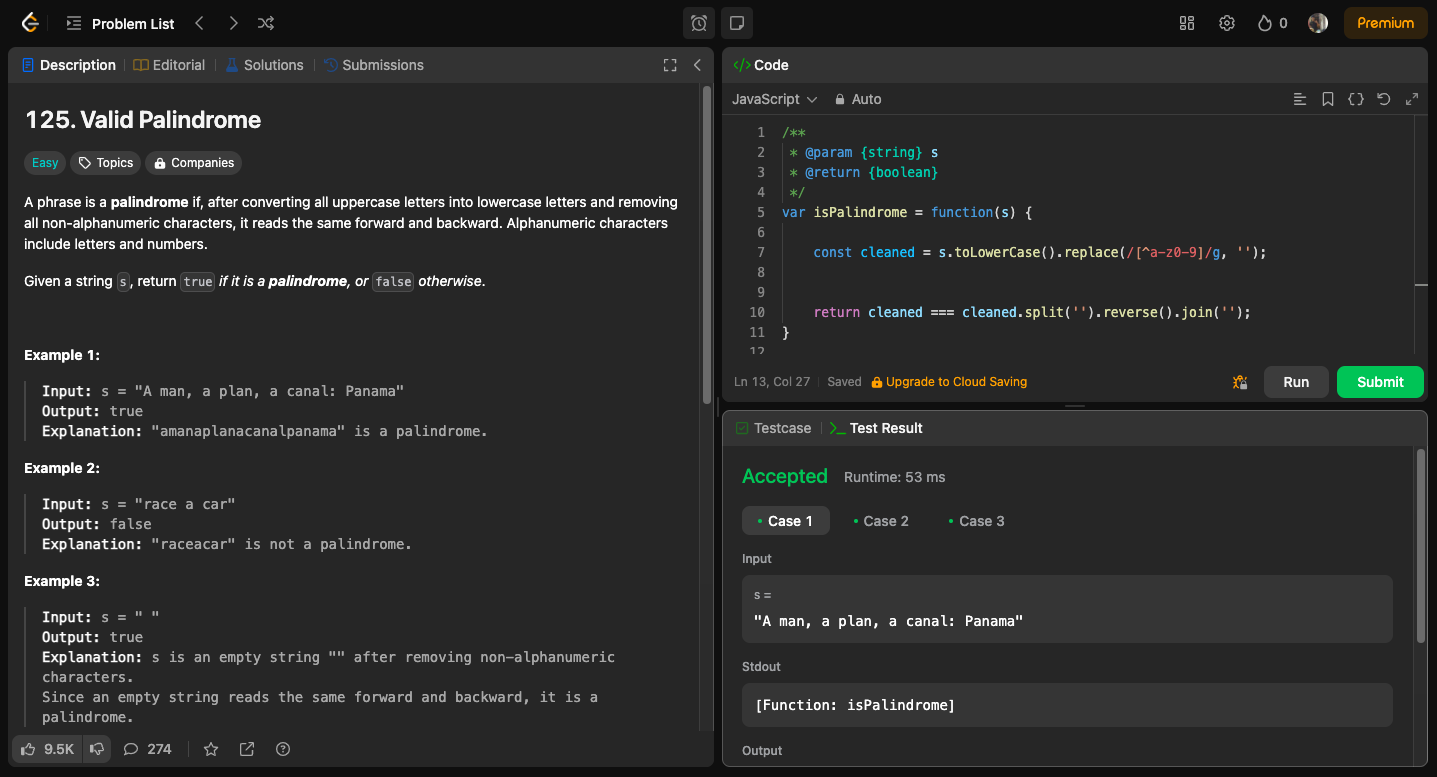 Problem List
0
Premium
Description
Editorial
Solutions
Submissions
125. Valid Palindrome
Easy
Topics
Companies
A phrase is a palindrome if, after converting all uppercase letters into lowercase letters and removing
all non-alphanumeric characters, it reads the same forward and backward. Alphanumeric characters
include letters and numbers.
Given a string s, return true if it is a palindrome, or false otherwise.
Example 1:
Input: s = "A man, a plan, a canal: Panama"
Output: true
Explanation: "amanaplanacanalpanama" is a palindrome.
Example 2:
Input: s = "race a car"
Output: false
Explanation: "raceacar" is not a palindrome.
Example 3:
Input: s = " "
Output: true
Explanation: s is an empty string "" after removing non-alphanumeric
characters.
Since an empty string reads the same forward and backward, it is a
palindrome.
9.5K
274
</> Code
JavaScript
Auto
1 /**
2 * @param {string} s
3 * @return {boolean}
4 */
5 var isPalindrome = function(s) {
6
7 const cleaned = s.toLowerCase().replace(/[^a-z0-9]/g, '');
8
9
10 return cleaned === cleaned.split('').reverse().join('');
11 }
12
Ln 13, Col 27
Saved
Upgrade to Cloud Saving
Run
Submit
Testcase
>_ Test Result
Accepted
Runtime: 53 ms
• Case 1
• Case 2
• Case 3
Input
s =
"A man, a plan, a canal: Panama"
Stdout
[Function: isPalindrome]
Output